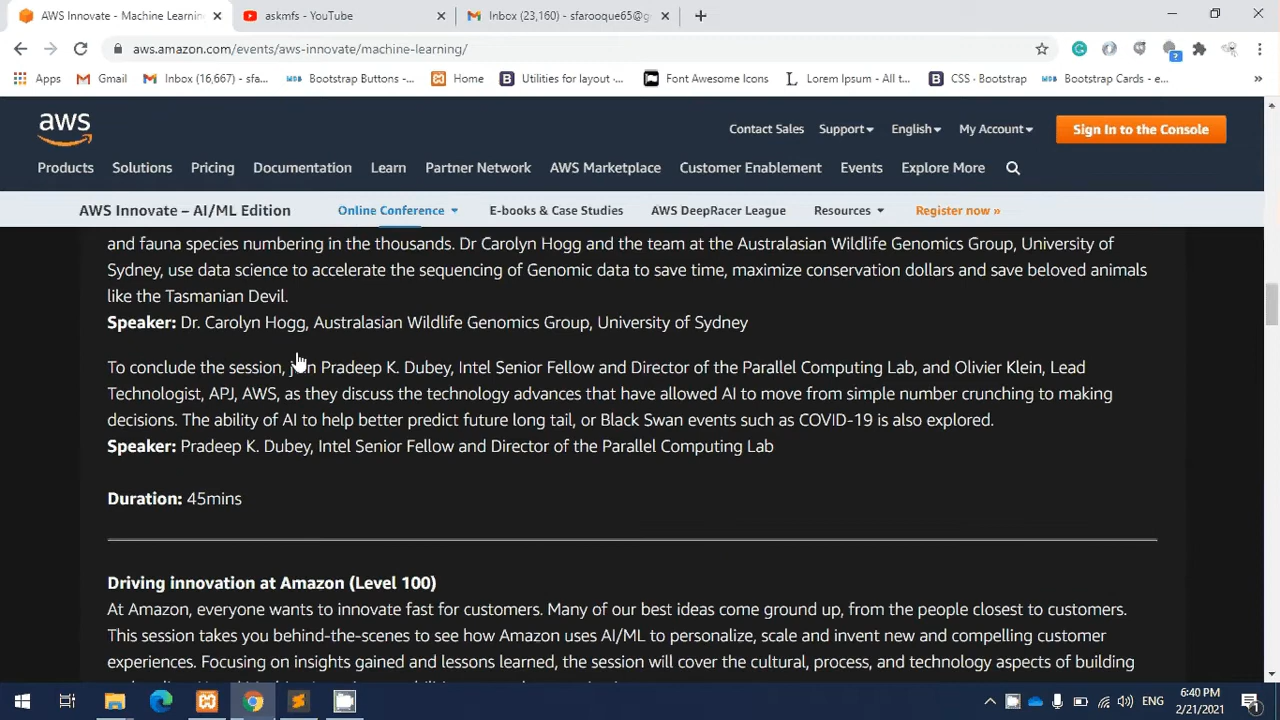 AWS Innovate - Machine Learnin
askmfs - YouTube
Inbox (23,160) - sfarooque65@g
aws.amazon.com/events/aws-innovate/machine-learning/
Apps
Gmail
Inbox (16,667) - sfa...
Bootstrap Buttons -...
Home
Utilities for layout ·...
Font Awesome Icons
Lorem Ipsum - All t...
CSS · Bootstrap
Bootstrap Cards - e...
»
aws
Contact Sales Support English My Account Sign In to the Console
Products Solutions Pricing Documentation Learn Partner Network AWS Marketplace Customer Enablement Events Explore More
AWS Innovate – AI/ML Edition Online Conference E-books & Case Studies AWS DeepRacer League Resources Register now »
and fauna species numbering in the thousands. Dr Carolyn Hogg and the team at the Australasian Wildlife Genomics Group, University of
Sydney, use data science to accelerate the sequencing of Genomic data to save time, maximize conservation dollars and save beloved animals
like the Tasmanian Devil.
Speaker: Dr. Carolyn Hogg, Australasian Wildlife Genomics Group, University of Sydney
To conclude the session, join Pradeep K. Dubey, Intel Senior Fellow and Director of the Parallel Computing Lab, and Olivier Klein, Lead
Technologist, APJ, AWS, as they discuss the technology advances that have allowed AI to move from simple number crunching to making
decisions. The ability of AI to help better predict future long tail, or Black Swan events such as COVID-19 is also explored.
Speaker: Pradeep K. Dubey, Intel Senior Fellow and Director of the Parallel Computing Lab
Duration: 45mins
Driving innovation at Amazon (Level 100)
At Amazon, everyone wants to innovate fast for customers. Many of our best ideas come ground up, from the people closest to customers.
This session takes you behind-the-scenes to see how Amazon uses AI/ML to personalize, scale and invent new and compelling customer
experiences. Focusing on insights gained and lessons learned, the session will cover the cultural, process, and technology aspects of building
ENG
6:40 PM
2/21/2021